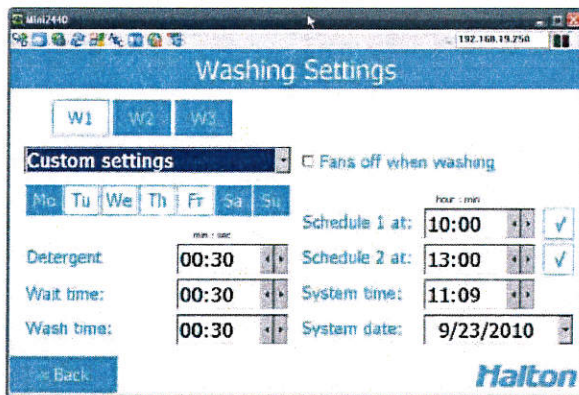 Mini2440
192.168.19.250
Washing Settings
W1 W2 W3
Custom settings
Fans off when washing
Mo Tu We Th Fr Sa Su
hour : min
Schedule 1 at: 10:00 √
min : sec
Detergent 00:30
Schedule 2 at: 13:00 √
Wait time: 00:30
System time: 11:09
Wash time: 00:30
System date: 9/23/2010
<< Back
Halton